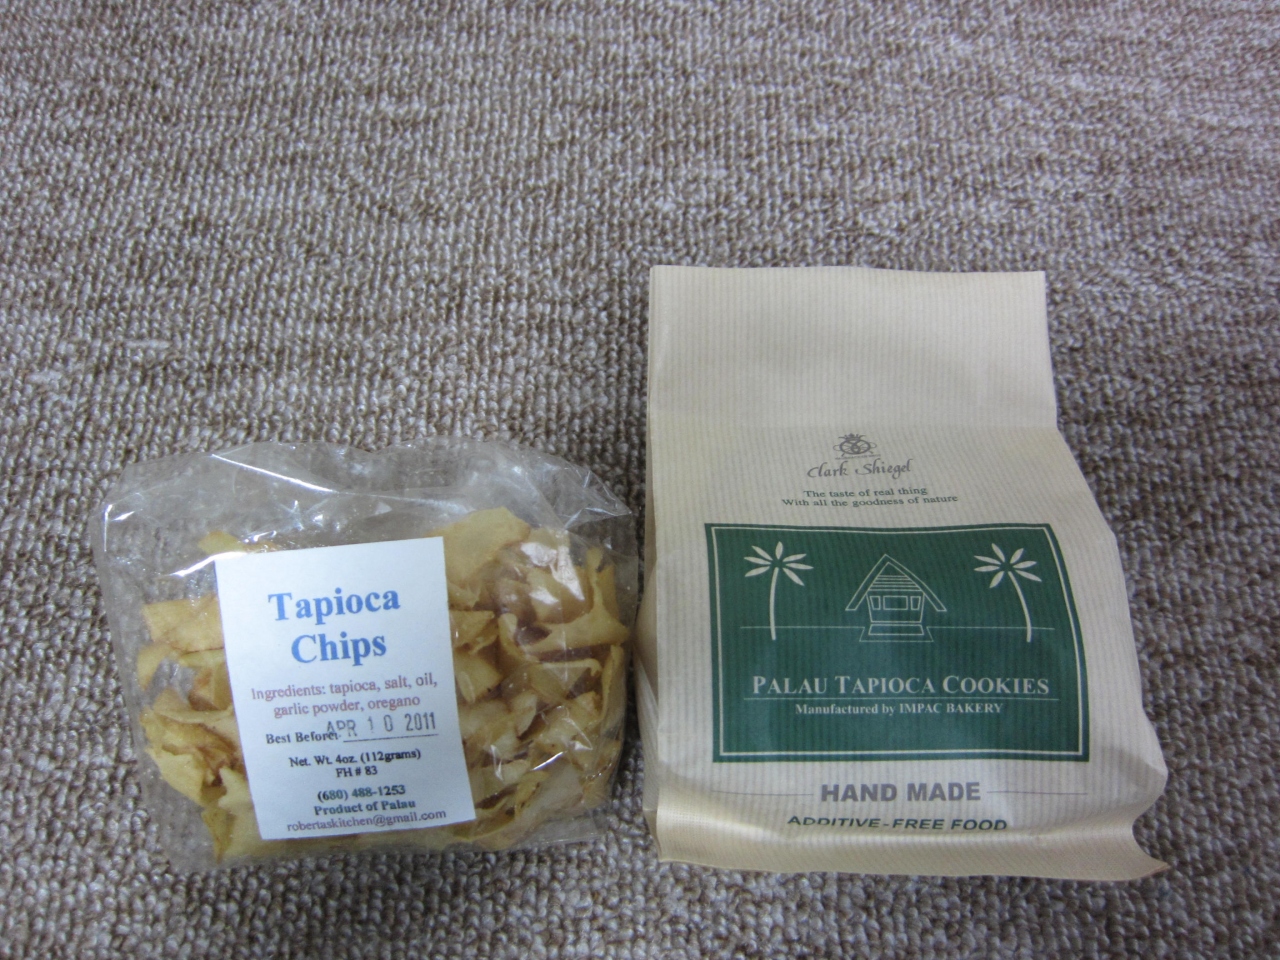 Tapioca
Chips
Ingredients: tapioca, salt, oil,
garlic powder, oregano
Best Before: APR 10 2011
Net. Wt. 4oz. (112grams)
FH # 83
(680) 488-1253
Product of Palau
robertaskitchen@gmail.com
Clark Shiegel
The taste of real thing
With all the goodness of nature
PALAU TAPIOCA COOKIES
Manufactured by IMPAC BAKERY
HAND MADE
ADDITIVE-FREE FOOD